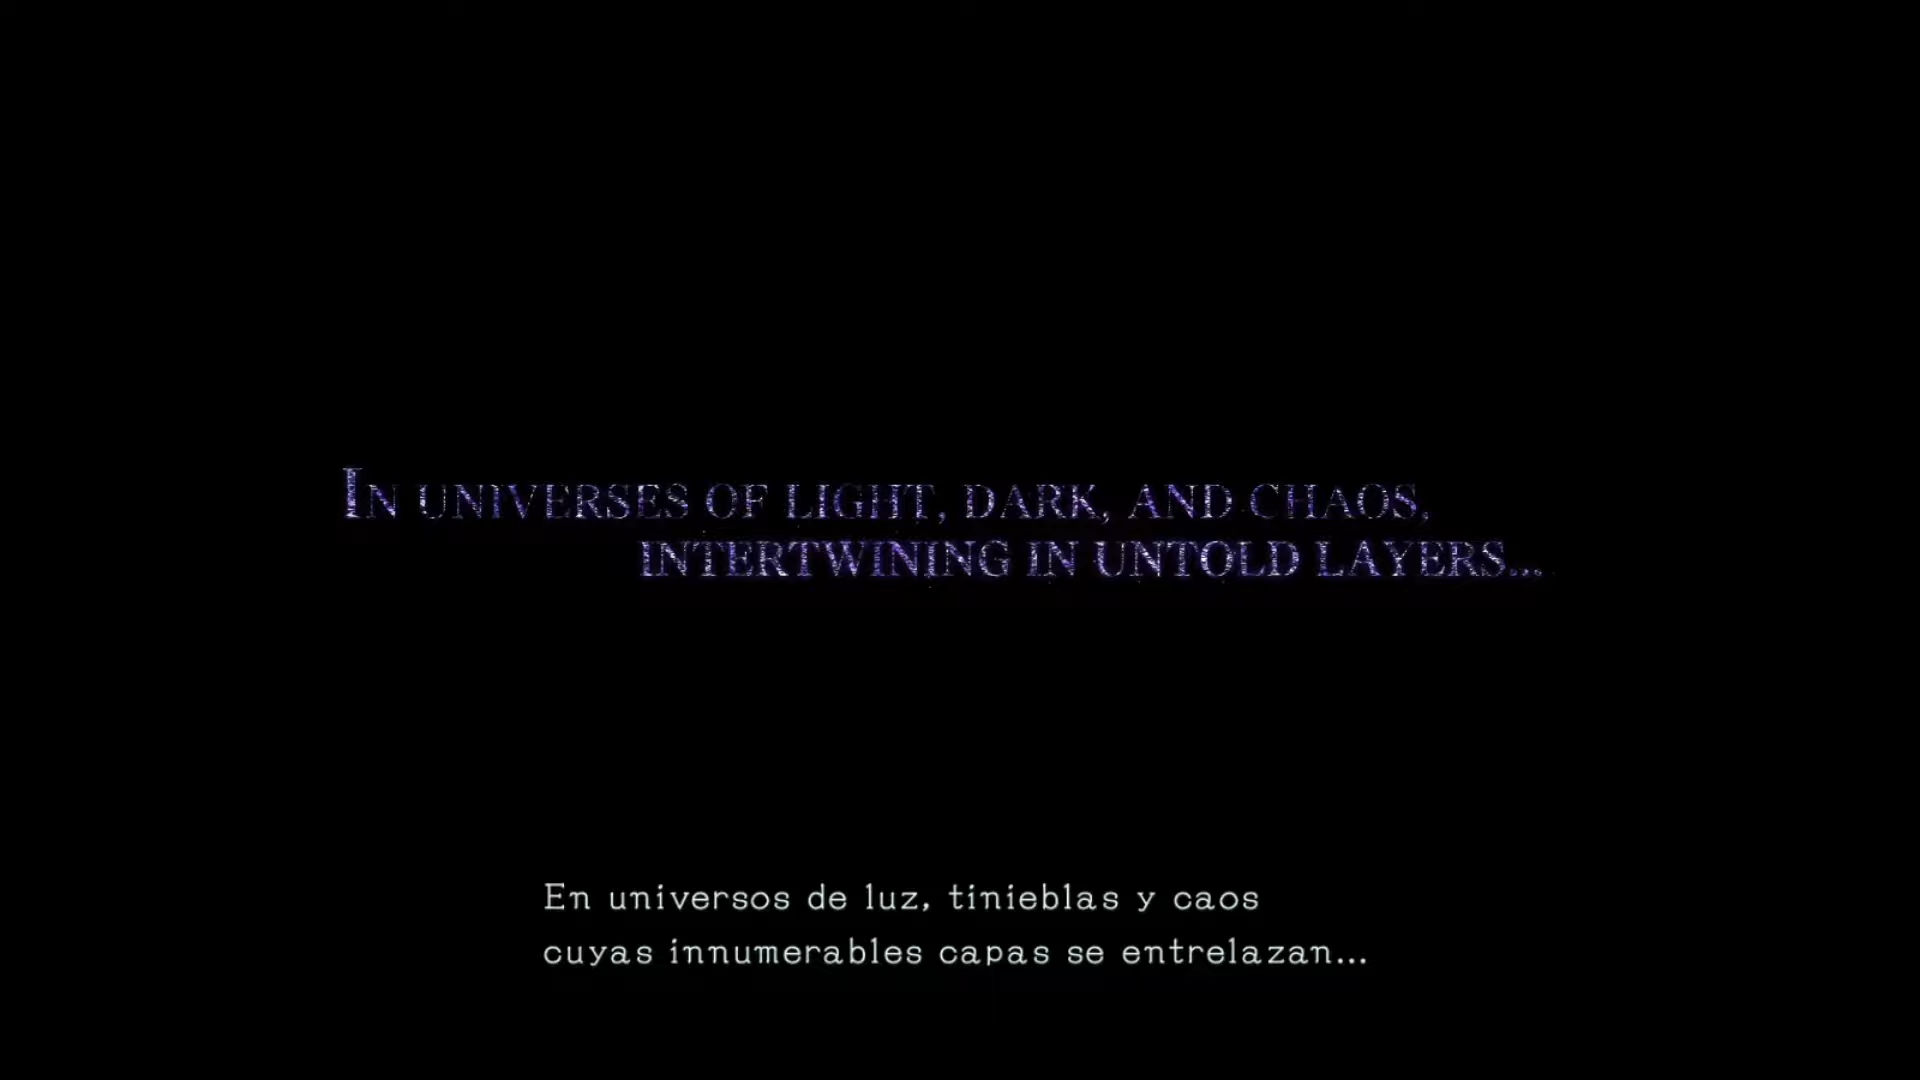 In universes of light, dark, and chaos,
intertwining in untold layers...
En universos de luz, tinieblas y caos
cuyas innumerables capas se entrelazan...